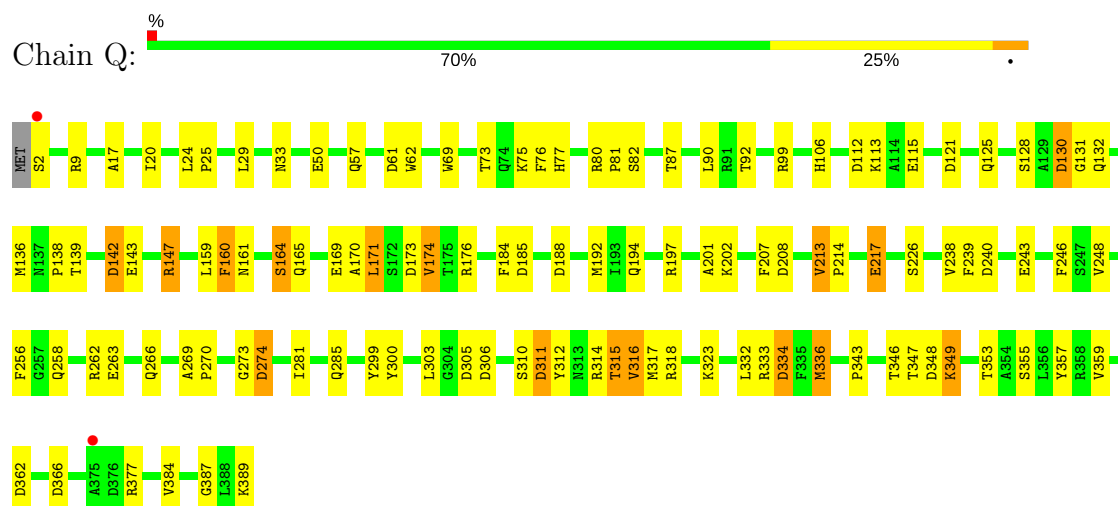 %
Chain Q:
70% 25% •
MET S2 R9 A17 I20 L24 P25 L29 N33 E50 Q57 D61 W62 W69 T73 Q74 K75 F76 H77 R80 P81 S82 T87 L90 R91 T92 R99 H106 D112 K113 A114 E115 D121 Q125 S128 A129 D130 G131 Q132
M136 N137 P138 T139 D142 E143 R147 L159 F160 N161 S164 Q165 E169 A170 L171 S172 D173 V174 T175 R176 F184 D185 D188 M192 I193 Q194 R197 A201 K202 F207 D208 V213 P214 E217 S226 V238 F239 D240 E243 F246 S247 V248
F256 G257 Q258 R262 E263 Q266 A269 P270 G273 D274 I281 Q285 Y299 Y300 L303 G304 D305 D306 S310 D311 Y312 N313 R314 T315 V316 M317 R318 K323 L332 R333 D334 F335 M336 P343 T346 T347 D348 K349 T353 A354 S355 L356 Y357 R358 V359
D362 D366 A375 D376 R377 V384 G387 L388 K389